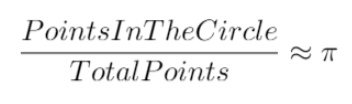 PointsInTheCircle
TotalPoints
≈ π